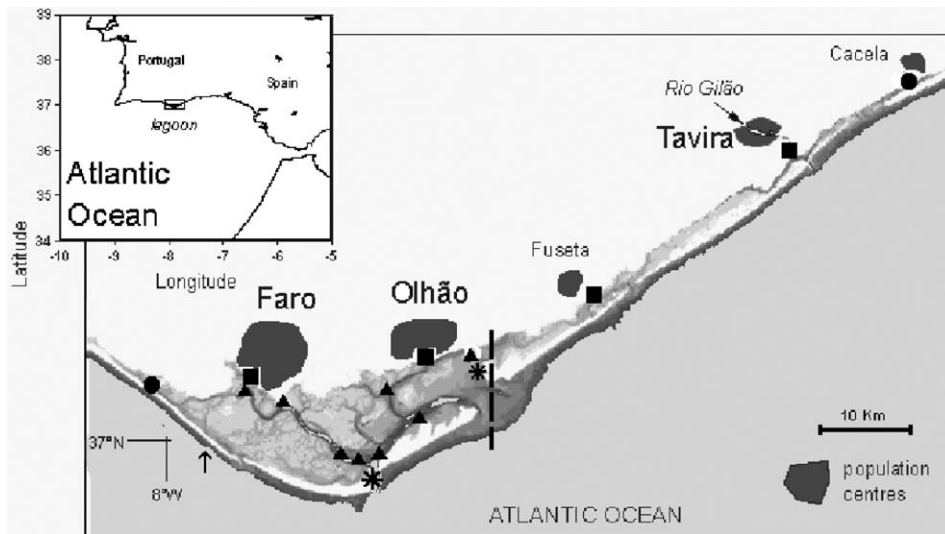 39
38
37
36
35
34
-10
-9
-8
-7
-6
-5
Latitude
Longitude
Portugal
Spain
lagoon
Atlantic
Ocean
Cacela
Rio Gilão
Tavira
Fuseta
Olhão
Faro
37°N
8°W
10 Km
population
centres
ATLANTIC OCEAN